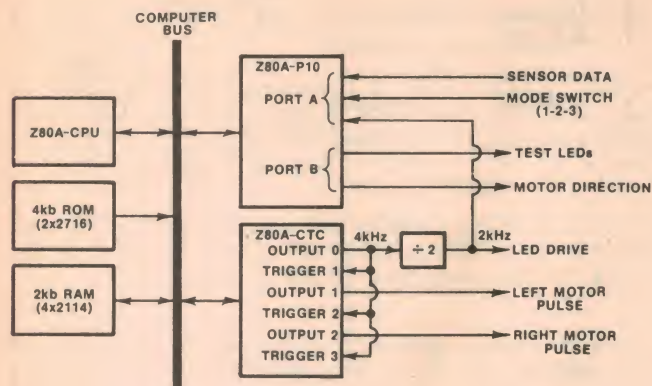 COMPUTER
BUS
Z80A-CPU
4kb ROM
(2x2716)
2kb RAM
(4x2114)
Z80A-P10
PORT A
PORT B
SENSOR DATA
MODE SWITCH
(1-2-3)
TEST LEDs
MOTOR DIRECTION
Z80A-CTC
OUTPUT 0
TRIGGER 1
OUTPUT 1
TRIGGER 2
OUTPUT 2
TRIGGER 3
4kHz
÷ 2
2kHz
LED DRIVE
LEFT MOTOR
PULSE
RIGHT MOTOR
PULSE